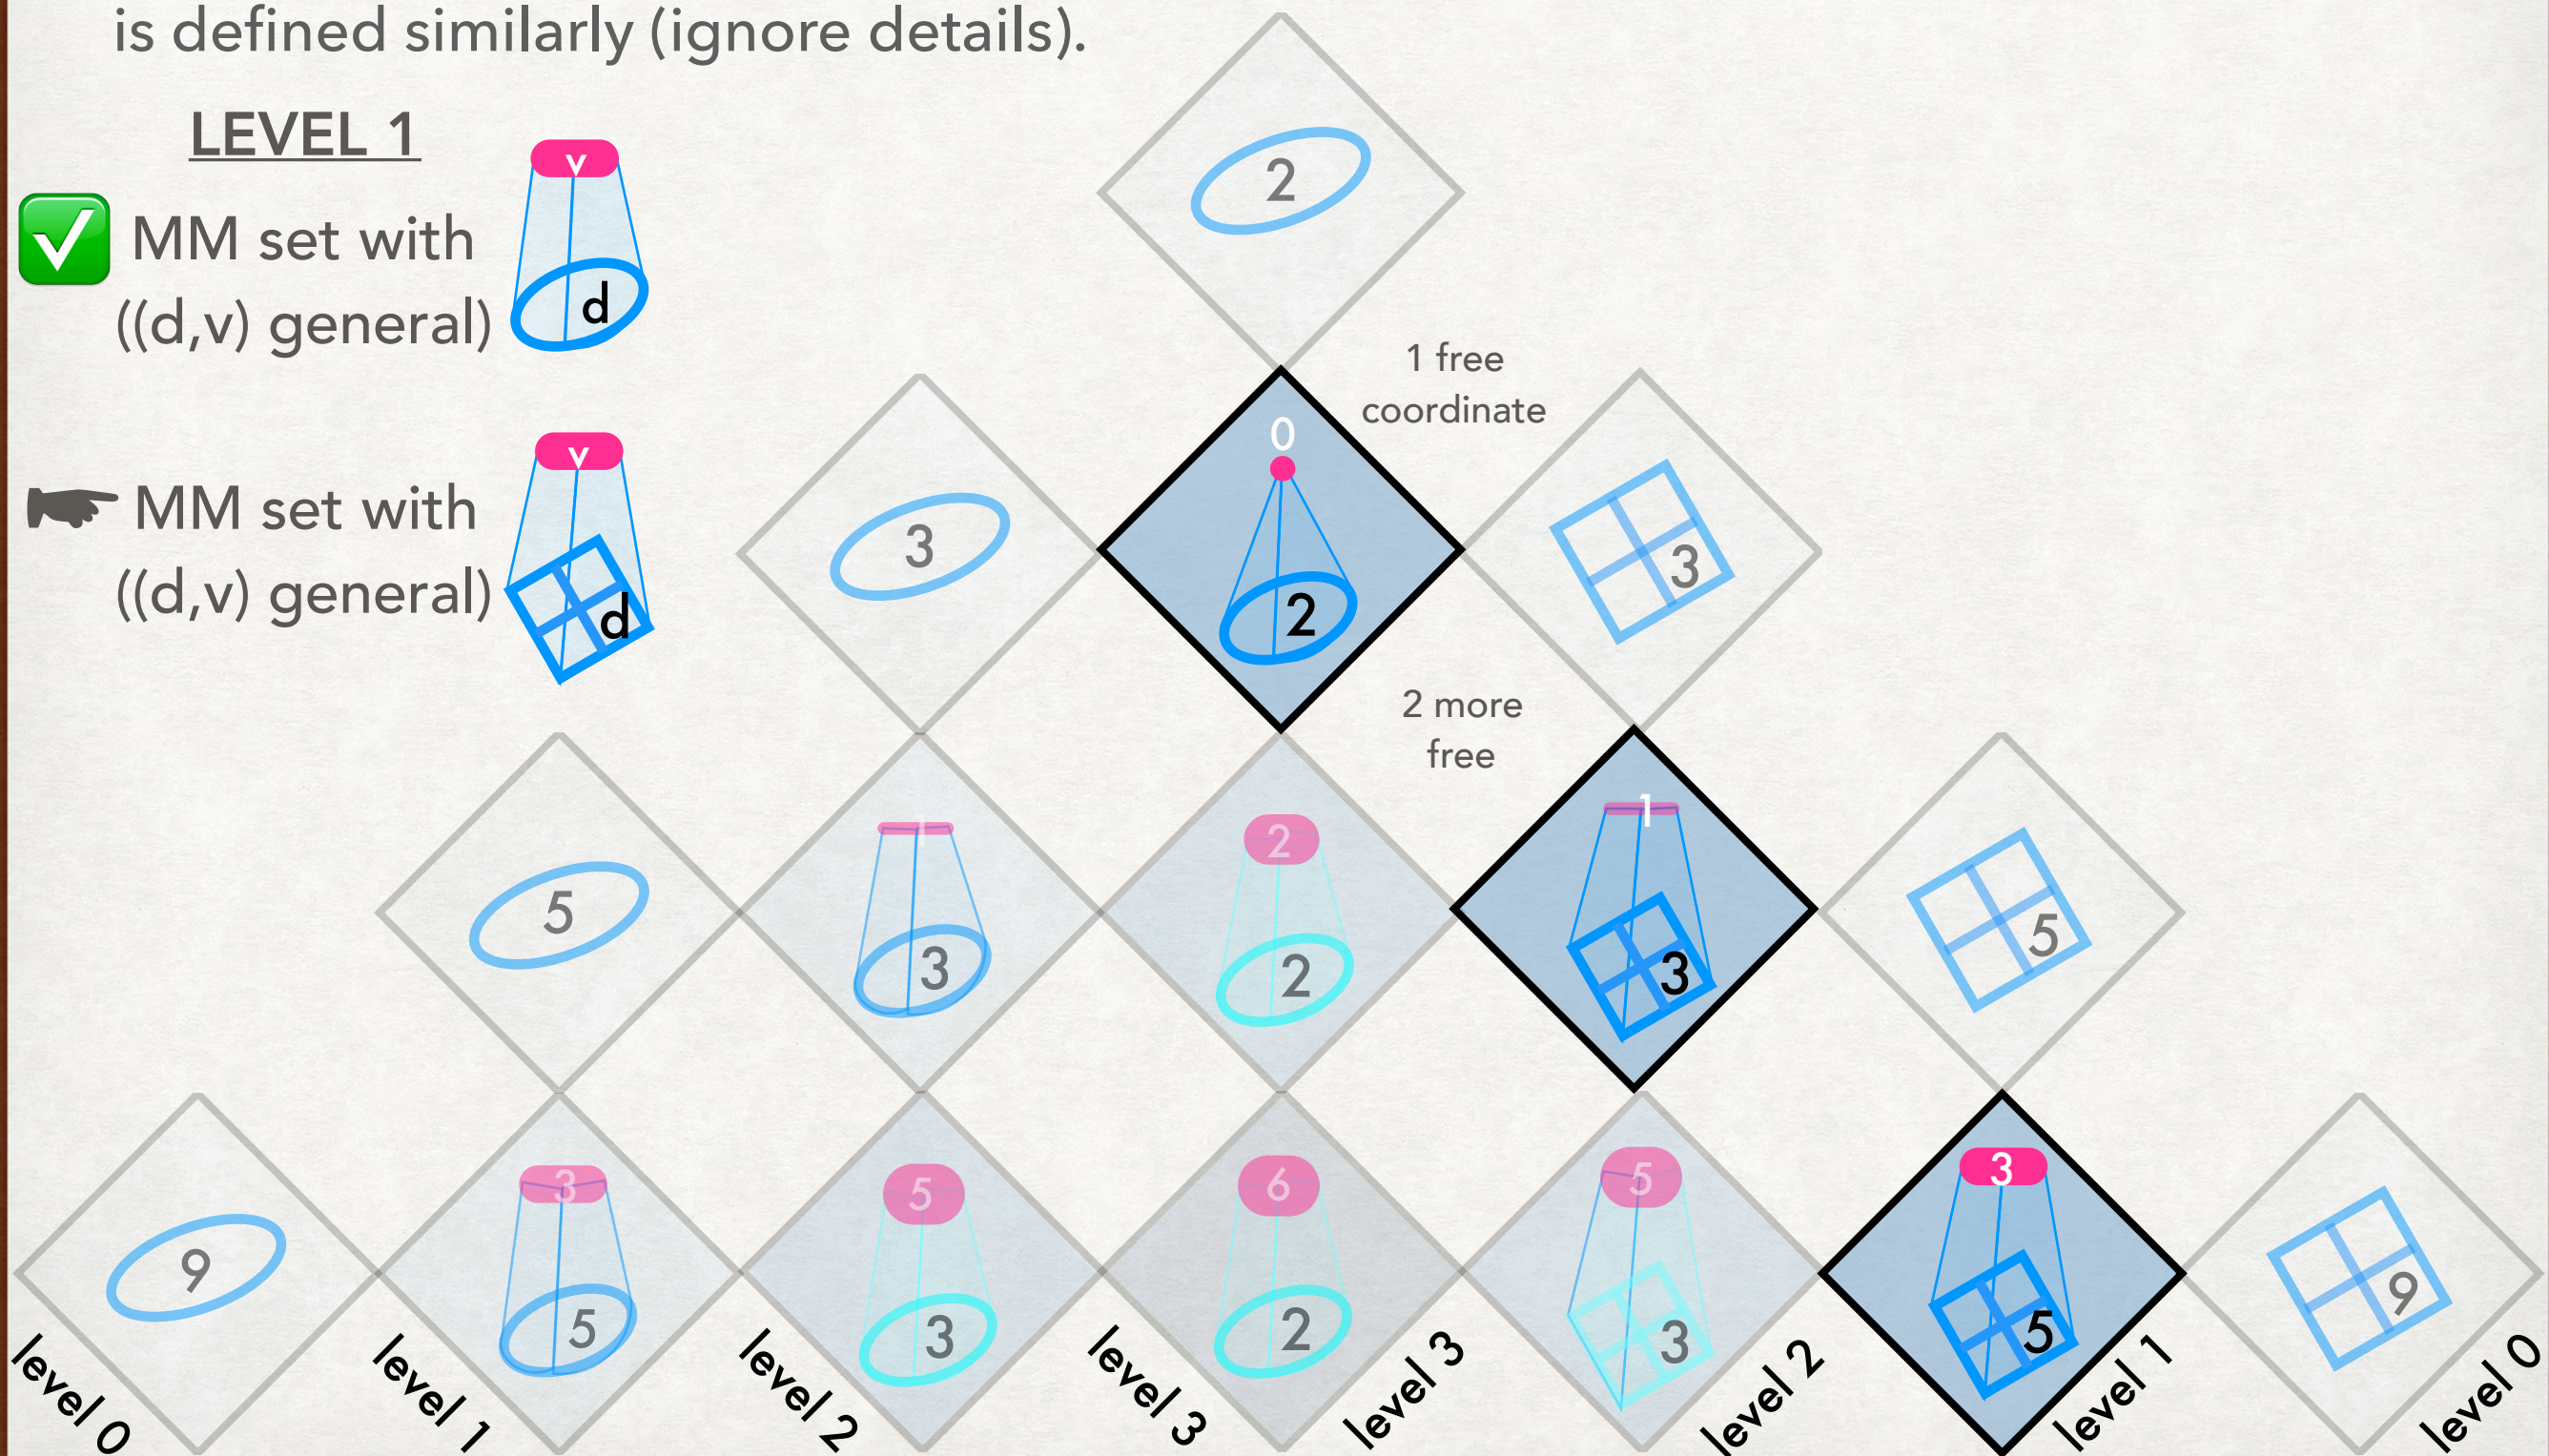 is defined similarly (ignore details).
LEVEL 1
v
MM set with
((d,v) general)
d
v
MM set with
((d,v) general)
d
2
1 free
coordinate
3
0
2
3
2 more
free
5
1
3
2
2
1
3
5
9
3
5
5
3
6
2
5
3
3
5
9
level 0
level 1
level 2
level 3
level 3
level 2
level 1
level 0